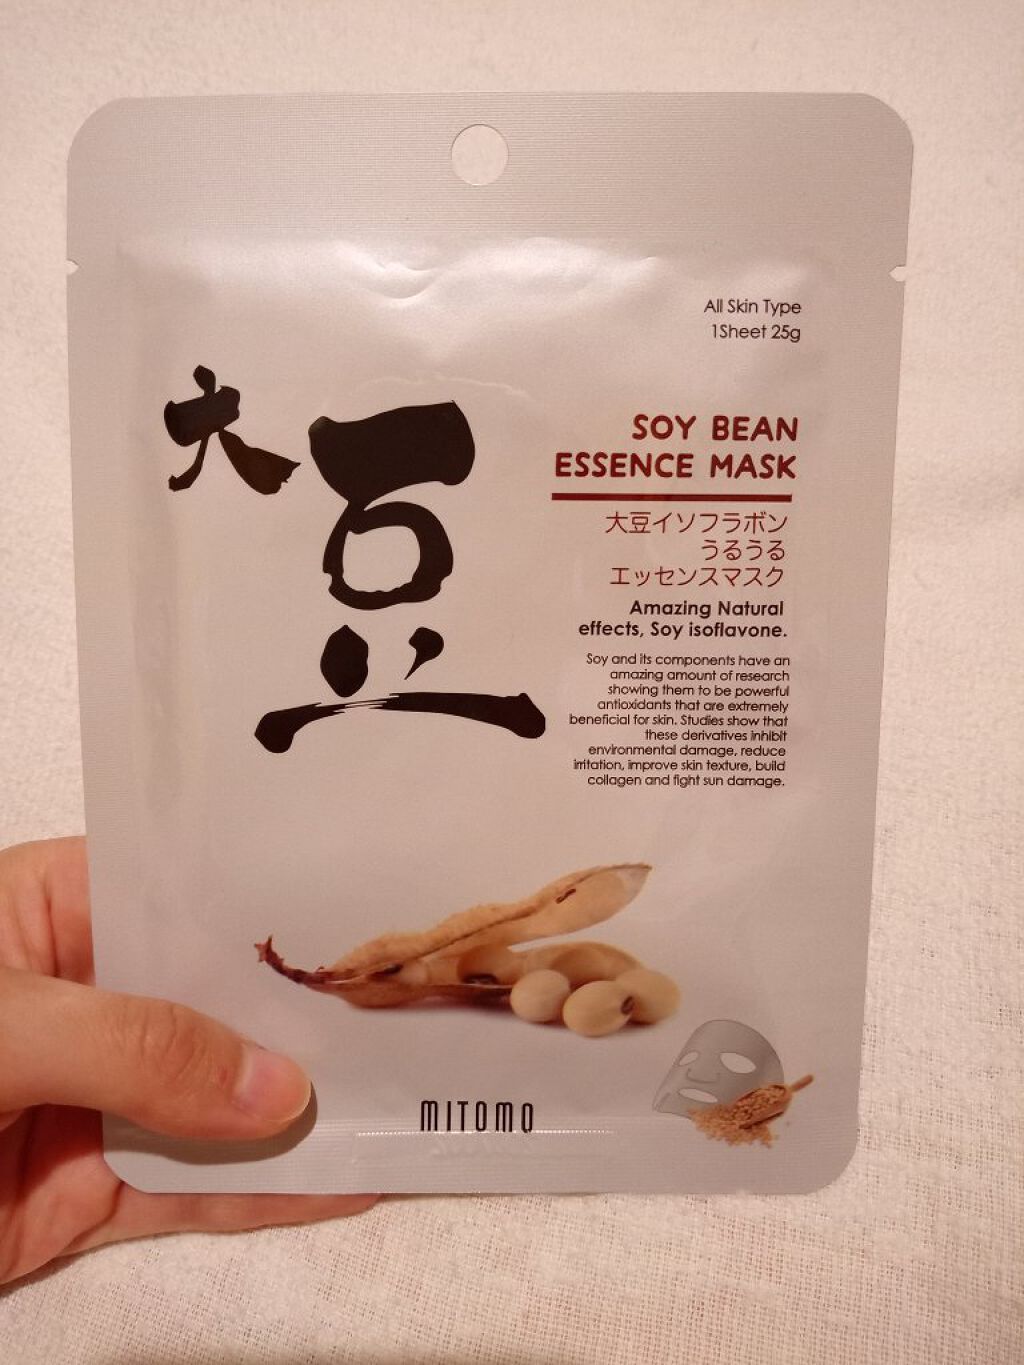 All Skin Type
1Sheet 25g
大豆
SOY BEAN
ESSENCE MASK
大豆イソフラボン
うるうる
エッセンスマスク
Amazing Natural
effects, Soy isoflavone.
Soy and its components have an
amazing amount of research
showing them to be powerful
antioxidants that are extremely
beneficial for skin. Studies show that
these derivatives inhibit
environmental damage, reduce
irritation, improve skin texture, build
collagen and fight sun damage.
MITOMO